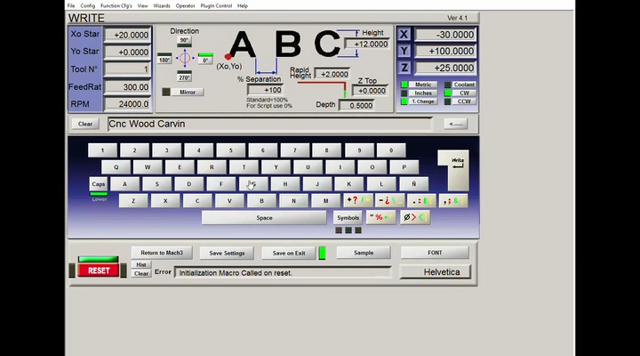 File Config Function Cfg's View Wizards Operator PlugIn Control Help
WRITE Ver 4.1
Xo Star +20.0000
Yo Star +0.0000
Tool N° 1
FeedRat 300.00
RPM 24000.0
Direction
90°
180° 0°
270°
Mirror
A B C
(Xo,Yo)
% Separation
+100
Standard=100%
For Script use 0%
Height
+12.0000
Rapid Height +2.0000
Z Top
+0.0000
Depth 0.5000
X -30.0000
Y +100.0000
Z +25.0000
Metric Coolant
Inches CW
T. Change CCW
Clear Cnc Wood Carvin <----
1 2 3 4 5 6 7 8 9 0
Q W E R T Y U I O P
Write
Caps A S D F G H J K L Ñ
Lower
Z X C V B N M
Space Symbols
Return to Mach3 Save Settings Save on Exit Sample FONT
RESET Hist
Clear Error Initialization Macro Called on reset. Helvetica